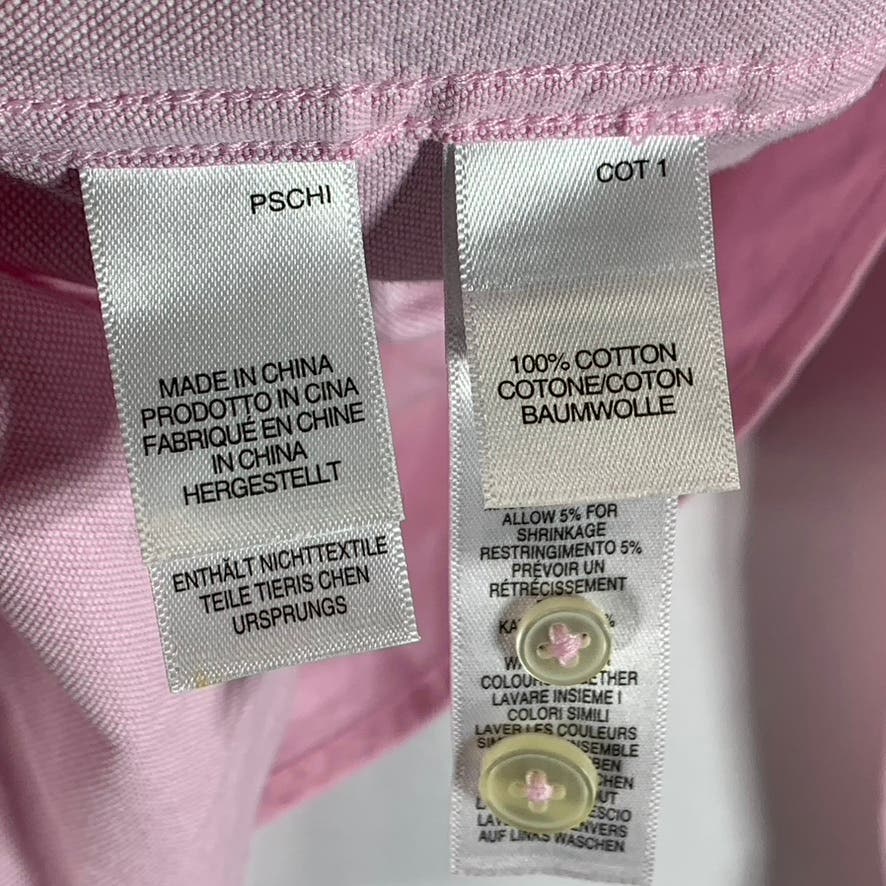 PSCHI
MADE IN CHINA
PRODOTTO IN CINA
FABRIQUÉ EN CHINE
IN CHINA
HERGESTELLT
ENTHÄLT NICHTTEXTILE
TEILE TIERIS CHEN
URSPRUNGS
COT 1
100% COTTON
COTONE/COTON
BAUMWOLLE
ALLOW 5% FOR
SHRINKAGE
RESTRINGIMENTO 5%
PRÉVOIR UN
RÉTRÉCISSEMENT
LAVARE INSIEME I
COLORI SIMILI
LAVER LES COULEURS
AUF LINKS WASCHEN